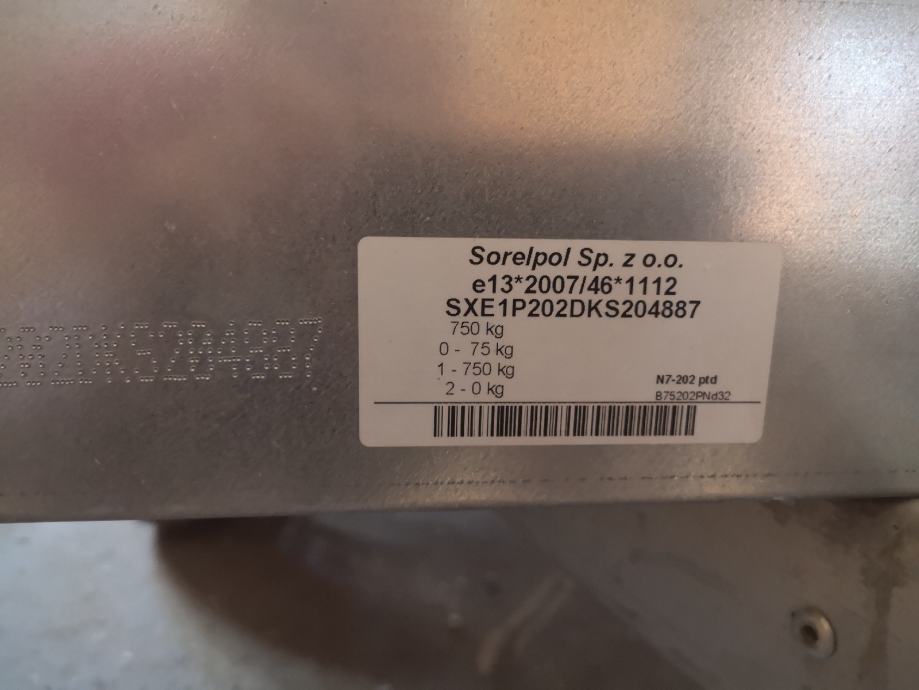 Sorelpol Sp. z o.o.
e13*2007/46*1112
SXE1P202DKS204887
750 kg
0 - 75 kg
1 - 750 kg
2 - 0 kg
N7-202 ptd
B75202PNd32
202DKS204887